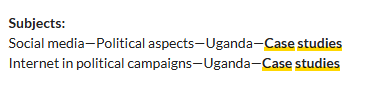 Subjects:
Social media—Political aspects—Uganda—Case studies
Internet in political campaigns—Uganda—Case studies